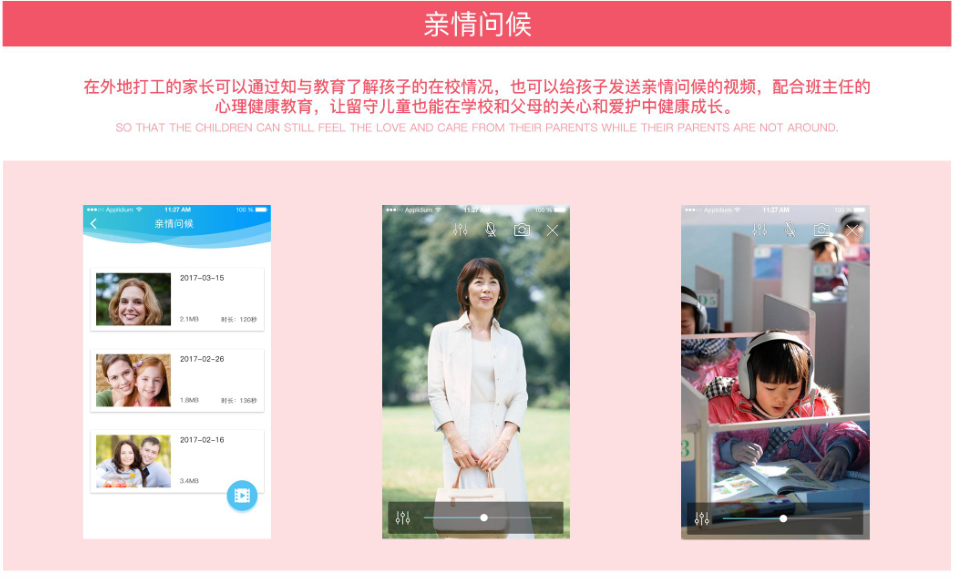 亲情问候
在外地打工的家长可以通过知与教育了解孩子的在校情况，也可以给孩子发送亲情问候的视频，配合班主任的
心理健康教育，让留守儿童也能在学校和父母的关心和爱护中健康成长。
SO THAT THE CHILDREN CAN STILL FEEL THE LOVE AND CARE FROM THEIR PARENTS WHILE THEIR PARENTS ARE NOT AROUND.
Applidium 11:27 AM 100 %
亲情问候
2017-03-15
2.1MB 时长：120秒
2017-02-26
1.8MB 时长：136秒
2017-02-16
3.4MB
Applidium 11:27 AM 100 %
Applidium 11:27 AM 100 %